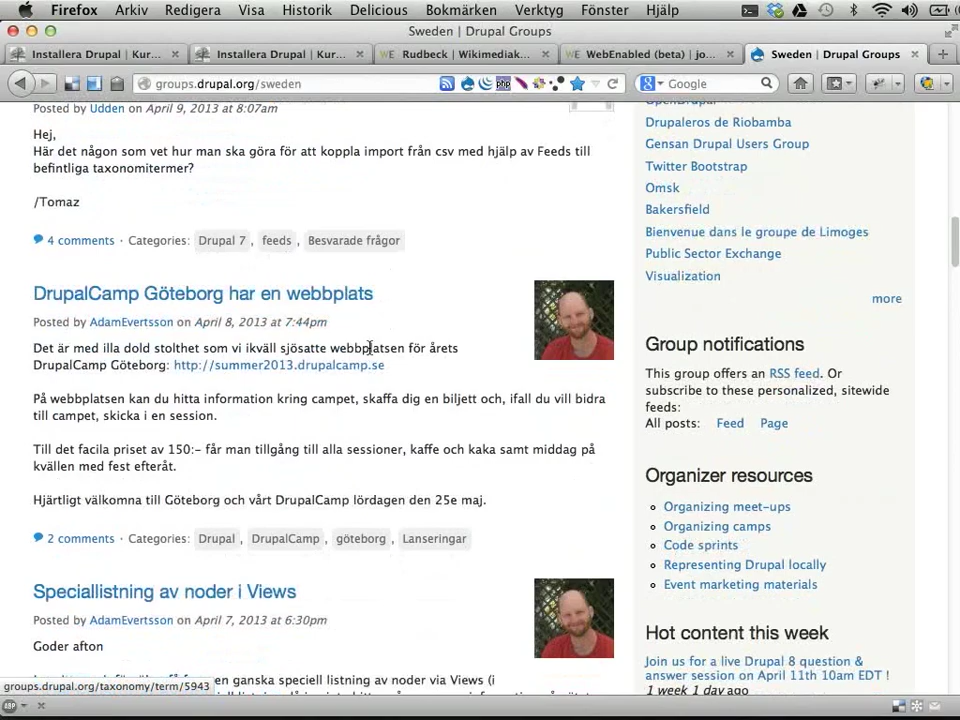 Firefox Arkiv Redigera Visa Historik Delicious Bokmärken Verktyg Fönster Hjälp
Sweden | Drupal Groups
Installera Drupal | Kur... Installera Drupal | Kur... WE Rudbeck | Wikimediak... WE WebEnabled (beta) | jo... Sweden | Drupal Groups
groups.drupal.org/sweden php Google
Posted by Udden on April 9, 2013 at 8:07am
Hej,
Här det någon som vet hur man ska göra för att koppla import från csv med hjälp av Feeds till
befintliga taxonomitermer?
/Tomaz
4 comments · Categories: Drupal 7 , feeds , Besvarade frågor
DrupalCamp Göteborg har en webbplats
Posted by AdamEvertsson on April 8, 2013 at 7:44pm
Det är med illa dold stolthet som vi ikväll sjösatte webbplatsen för årets
DrupalCamp Göteborg: http://summer2013.drupalcamp.se
På webbplatsen kan du hitta information kring campet, skaffa dig en biljett och, ifall du vill bidra
till campet, skicka i en session.
Till det facila priset av 150:- får man tillgång till alla sessioner, kaffe och kaka samt middag på
kvällen med fest efteråt.
Hjärtligt välkomna till Göteborg och vårt DrupalCamp lördagen den 25e maj.
2 comments · Categories: Drupal , DrupalCamp , göteborg , Lanseringar
Speciallistning av noder i Views
Posted by AdamEvertsson on April 7, 2013 at 6:30pm
Goder afton
en ganska speciell listning av noder via Views (i
groups.drupal.org/taxonomy/term/5943
OpenDrupal
Drupaleros de Riobamba
Gensan Drupal Users Group
Twitter Bootstrap
Omsk
Bakersfield
Bienvenue dans le groupe de Limoges
Public Sector Exchange
Visualization
more
Group notifications
This group offers an RSS feed. Or
subscribe to these personalized, sitewide
feeds:
All posts: Feed Page
Organizer resources
Organizing meet-ups
Organizing camps
Code sprints
Representing Drupal locally
Event marketing materials
Hot content this week
Join us for a live Drupal 8 question &
answer session on April 11th 10am EDT !
1 week 1 day ago
ABP